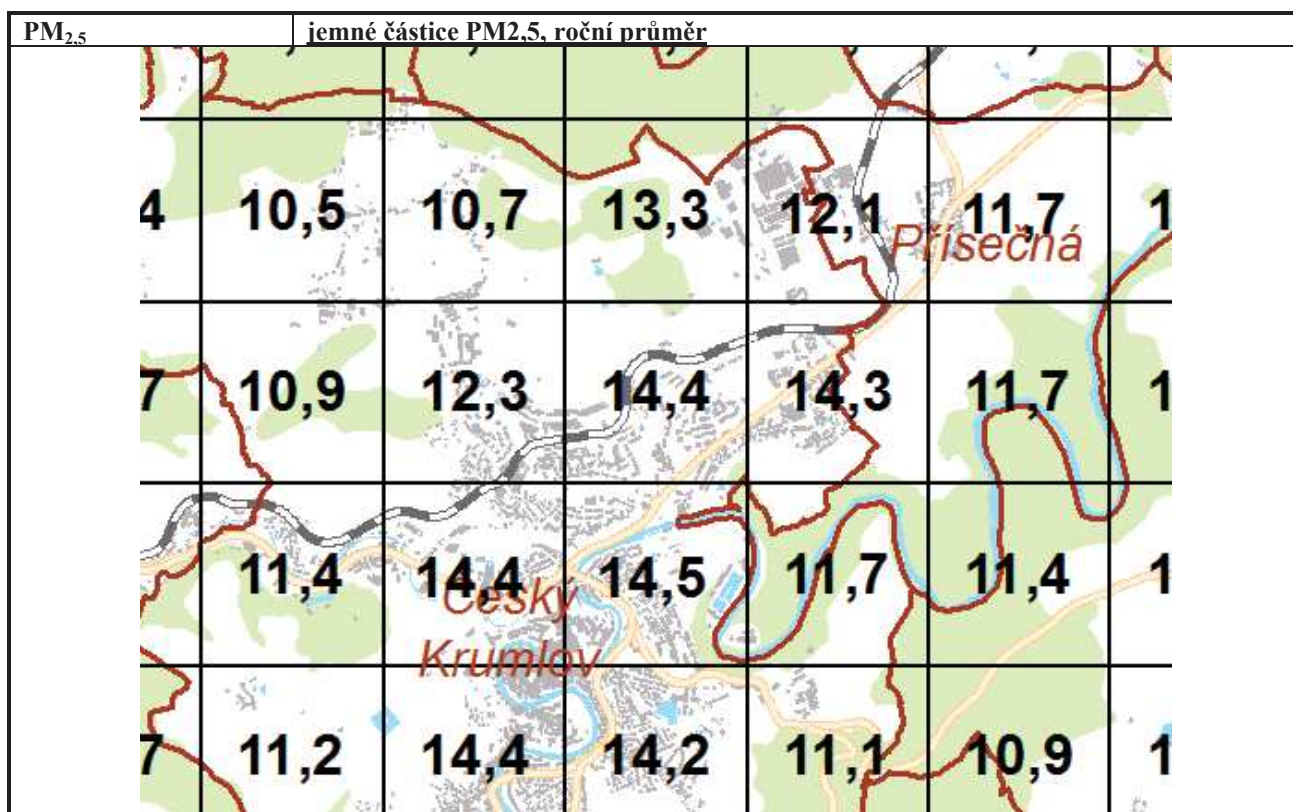 PM2,5 jemné částice PM2,5, roční průměr
4 10,5 10,7 13,3 12,1 11,7 1
Přísečná
7 10,9 12,3 14,4 14,3 11,7 1
11,4 14,4 14,5 11,7 11,4 1
Český
Krumlov
7 11,2 14,4 14,2 11,1 10,9 1